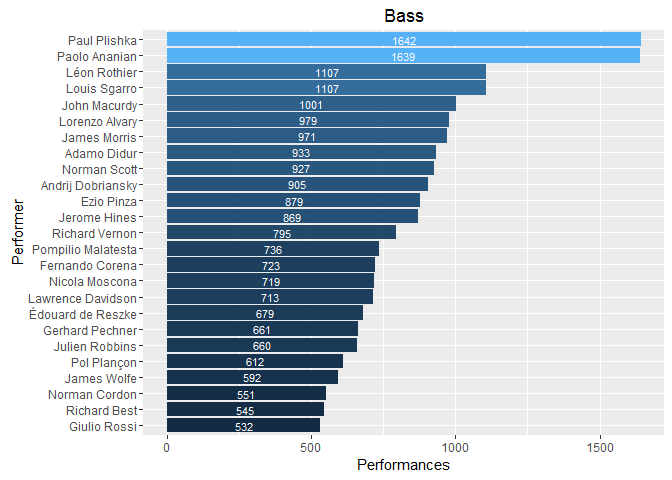 Bass
Performer
Paul Plishka 1642
Paolo Ananian 1639
Léon Rothier 1107
Louis Sgarro 1107
John Macurdy 1001
Lorenzo Alvary 979
James Morris 971
Adamo Didur 933
Norman Scott 927
Andrij Dobriansky 905
Ezio Pinza 879
Jerome Hines 869
Richard Vernon 795
Pompilio Malatesta 736
Fernando Corena 723
Nicola Moscona 719
Lawrence Davidson 713
Édouard de Reszke 679
Gerhard Pechner 661
Julien Robbins 660
Pol Plançon 612
James Wolfe 592
Norman Cordon 551
Richard Best 545
Giulio Rossi 532
0 500 1000 1500
Performances